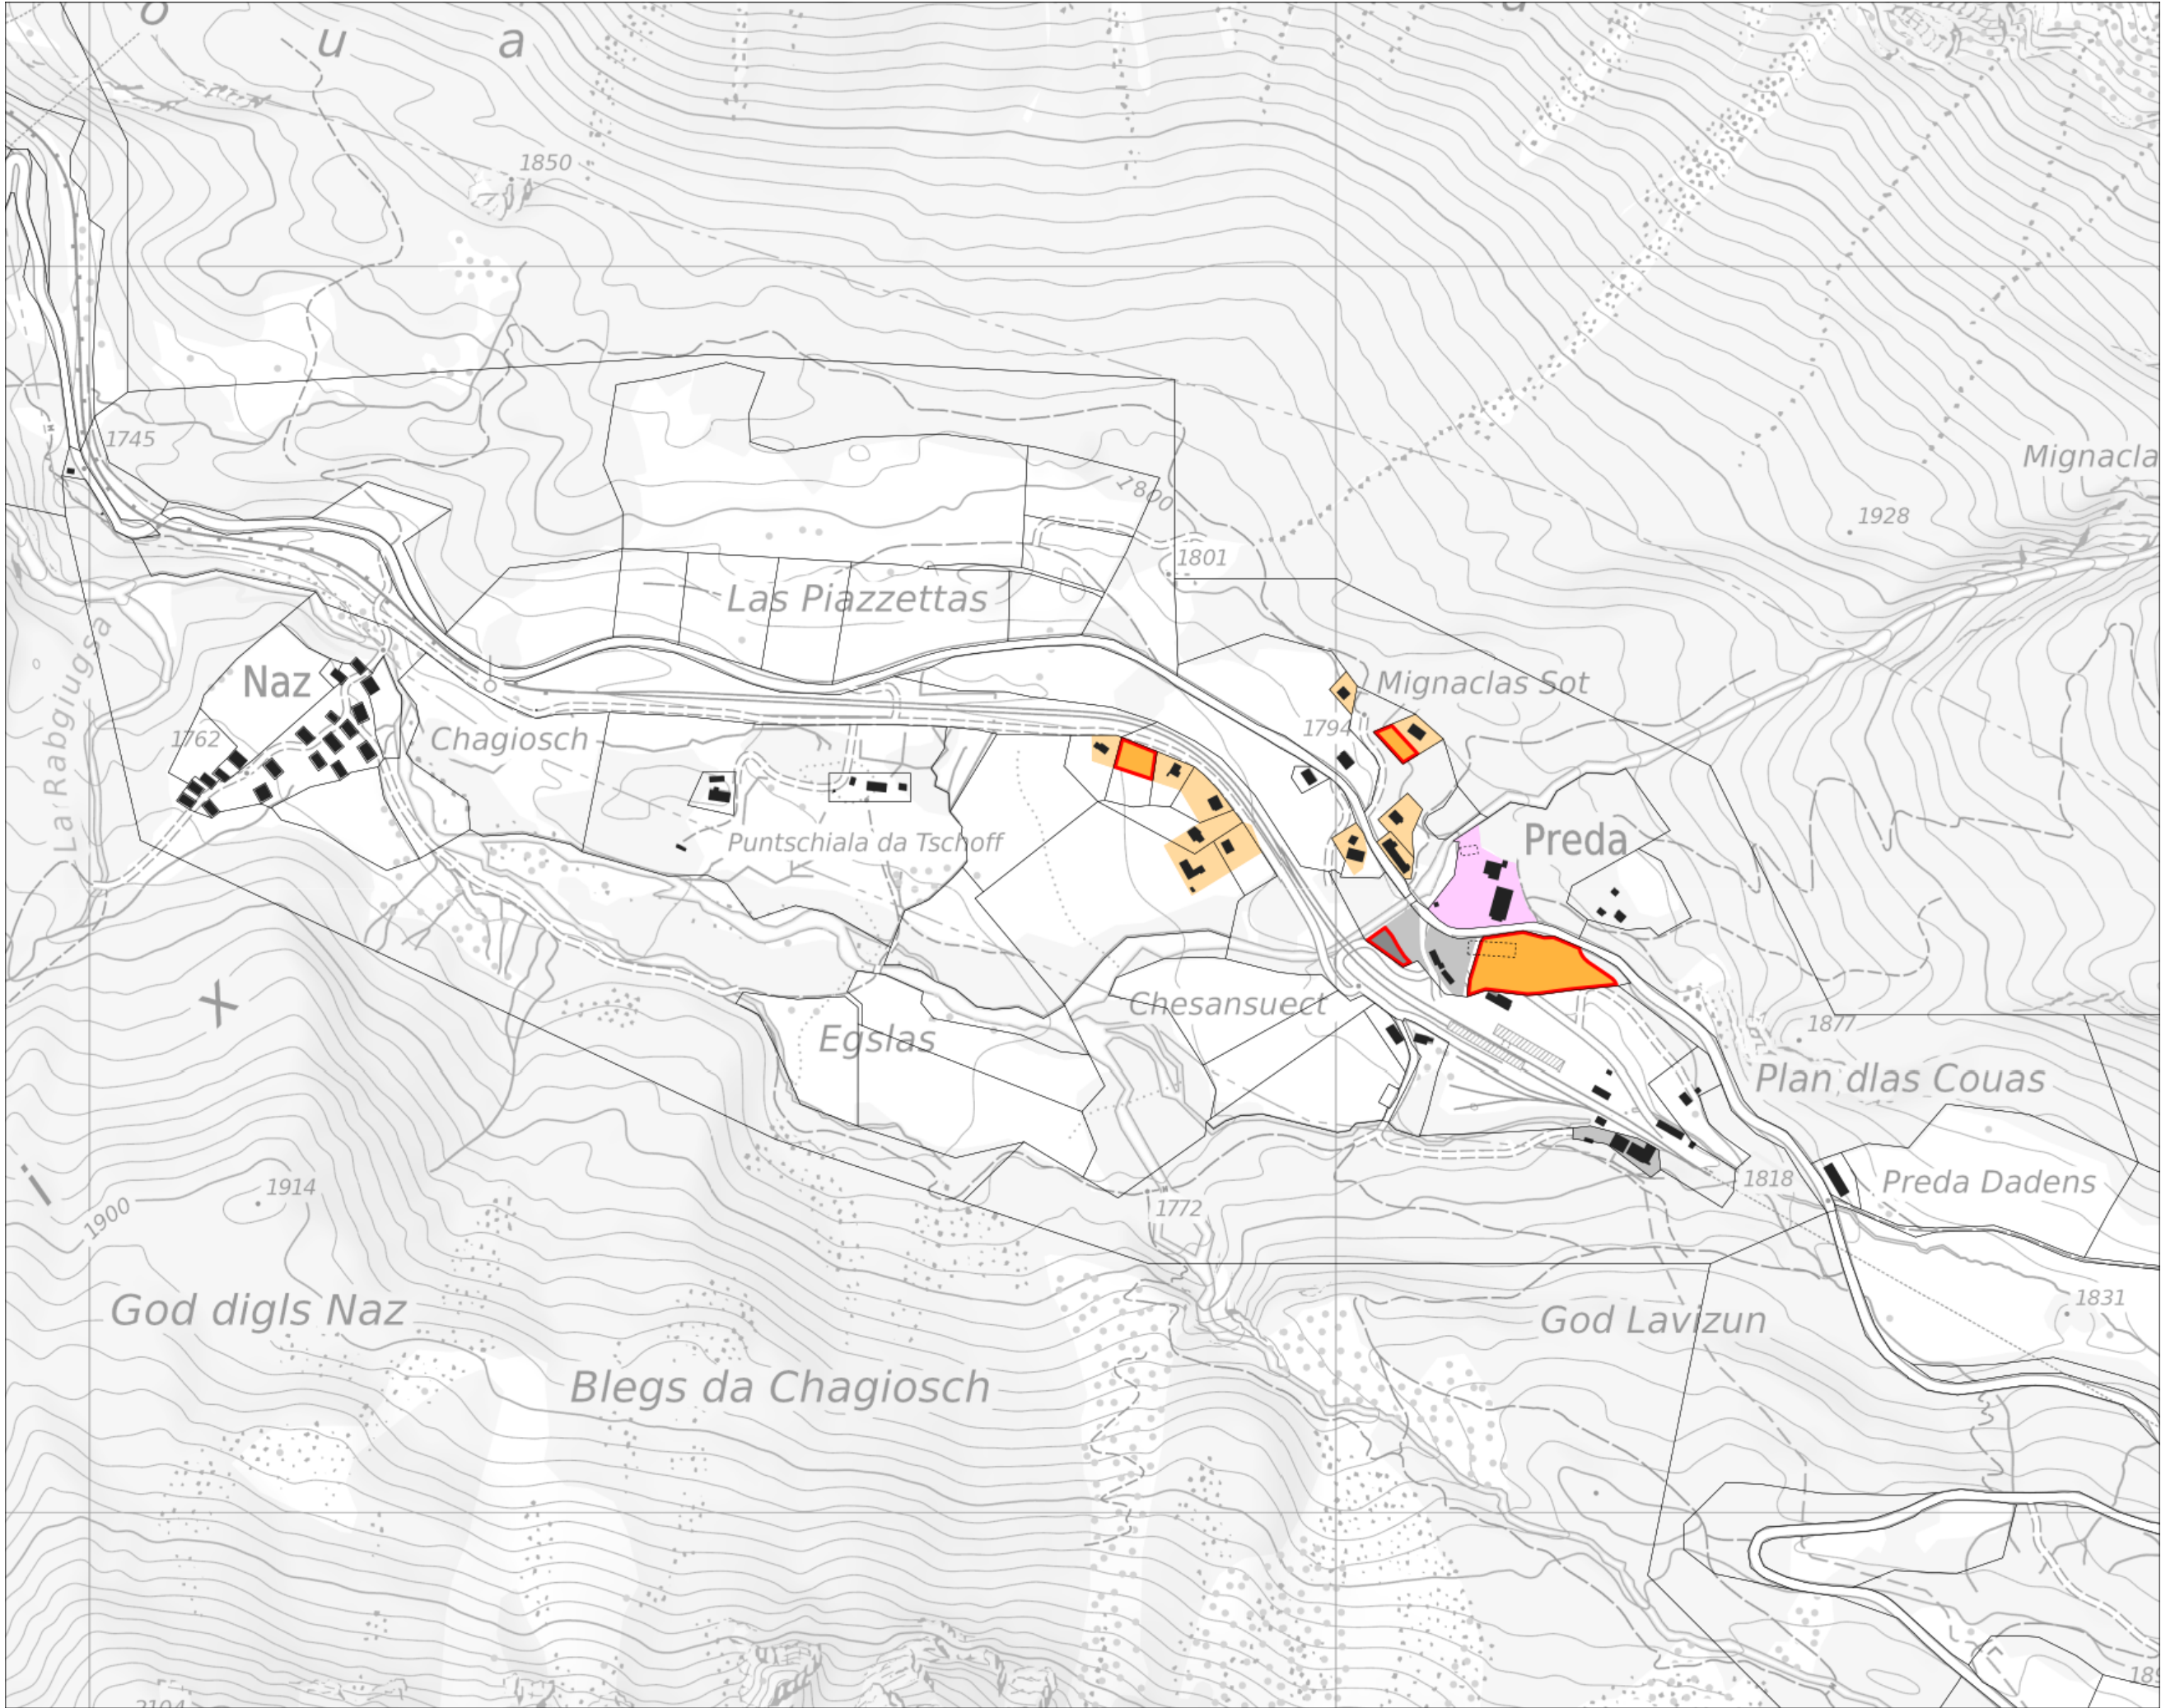 o
u
a
1850
1745
Mignacla
1800
1928
1801
Las Piazzettas
Naz
Mignaclas Sot
La Rabgiugsa
1762
Chagiosch
1794
Puntschiala da Tschoff
Preda
X
Chesansuect
Egslas
1877
Plan dlas Couas
I
1914
1818
Preda Dadens
1900
1772
1831
God digls Naz
God Lavizun
Blegs da Chagiosch
2104